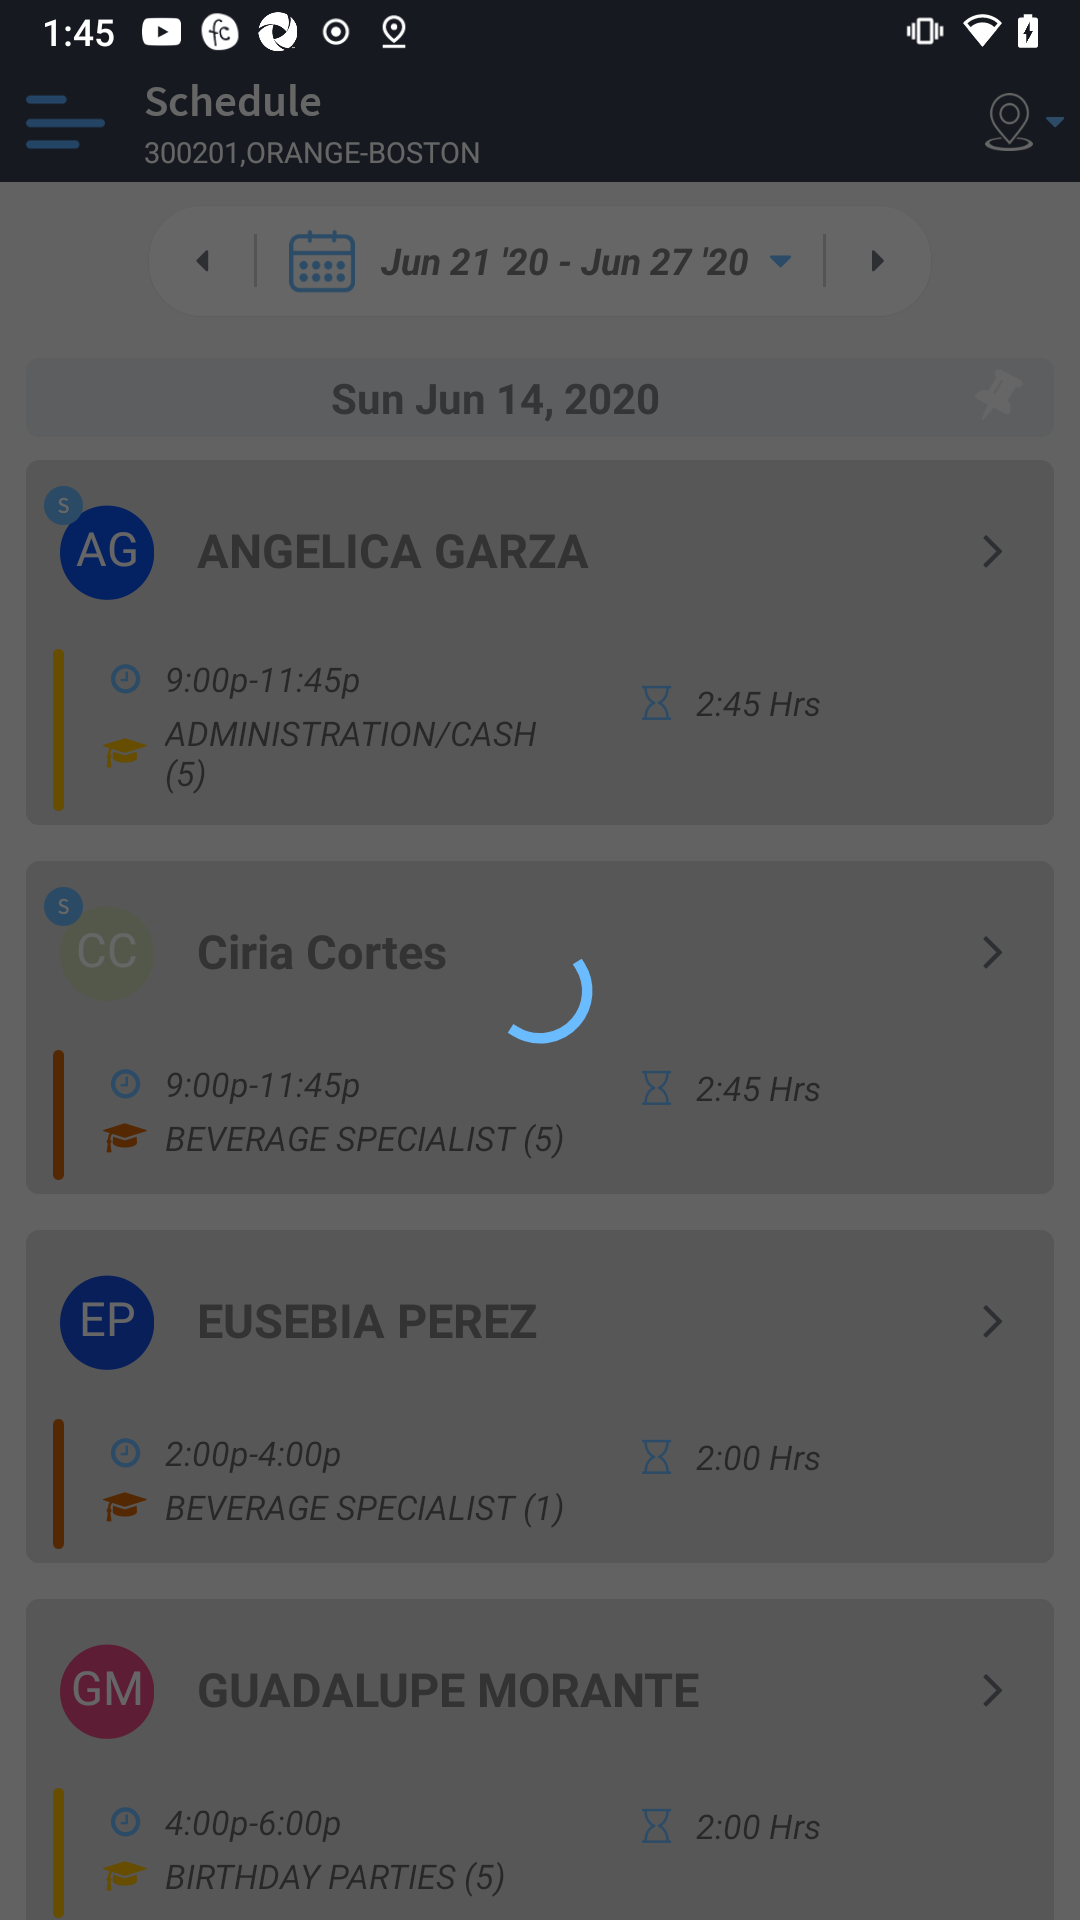 1:45
Schedule
300201,ORANGE-BOSTON
Jun 21 '20 - Jun 27 '20
Sun Jun 14, 2020
S
AG ANGELICA GARZA
9:00p-11:45p
2:45 Hrs
ADMINISTRATION/CASH
(5)
S
CC Ciria Cortes
9:00p-11:45p
2:45 Hrs
BEVERAGE SPECIALIST (5)
EP EUSEBIA PEREZ
2:00p-4:00p
2:00 Hrs
BEVERAGE SPECIALIST (1)
GM GUADALUPE MORANTE
4:00p-6:00p
2:00 Hrs
BIRTHDAY PARTIES (5)